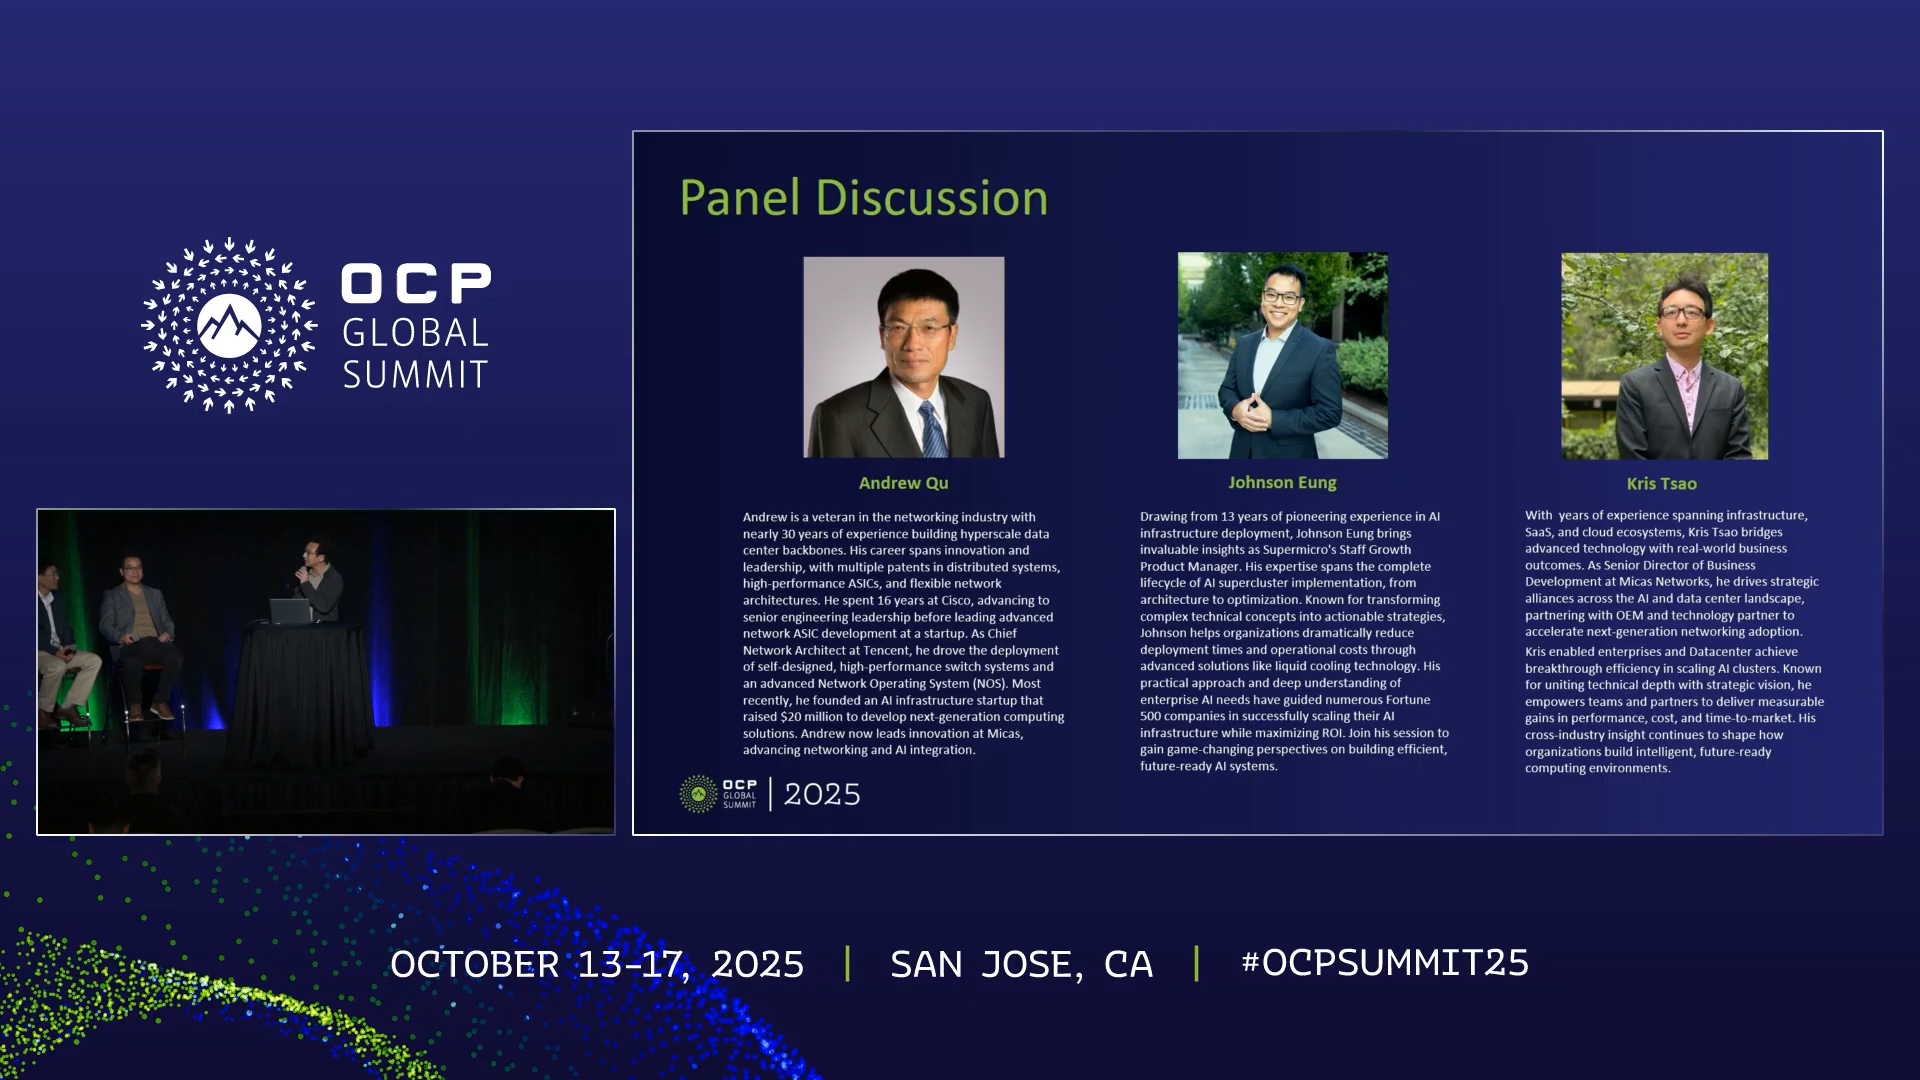 OCP
GLOBAL
SUMMIT
Panel Discussion
Andrew Qu
Andrew is a veteran in the networking industry with
nearly 30 years of experience building hyperscale data
center backbones. His career spans innovation and
leadership, with multiple patents in distributed systems,
high-performance ASICs, and flexible network
architectures. He spent 16 years at Cisco, advancing to
senior engineering leadership before leading advanced
network ASIC development at a startup. As Chief
Network Architect at Tencent, he drove the deployment
of self-designed, high-performance switch systems and
an advanced Network Operating System (NOS). Most
recently, he founded an AI infrastructure startup that
raised $20 million to develop next-generation computing
solutions. Andrew now leads innovation at Micas,
advancing networking and AI integration.
Johnson Eung
Drawing from 13 years of pioneering experience in AI
infrastructure deployment, Johnson Eung brings
invaluable insights as Supermicro's Staff Growth
Product Manager. His expertise spans the complete
lifecycle of AI supercluster implementation, from
architecture to optimization. Known for transforming
complex technical concepts into actionable strategies,
Johnson helps organizations dramatically reduce
deployment times and operational costs through
advanced solutions like liquid cooling technology. His
practical approach and deep understanding of
enterprise AI needs have guided numerous Fortune
500 companies in successfully scaling their AI
infrastructure while maximizing ROI. Join his session to
gain game-changing perspectives on building efficient,
future-ready AI systems.
Kris Tsao
With  years of experience spanning infrastructure,
SaaS, and cloud ecosystems, Kris Tsao bridges
advanced technology with real-world business
outcomes. As Senior Director of Business
Development at Micas Networks, he drives strategic
alliances across the AI and data center landscape,
partnering with OEM and technology partner to
accelerate next-generation networking adoption.
Kris enabled enterprises and Datacenter achieve
breakthrough efficiency in scaling AI clusters. Known
for uniting technical depth with strategic vision, he
empowers teams and partners to deliver measurable
gains in performance, cost, and time-to-market. His
cross-industry insight continues to shape how
organizations build intelligent, future-ready
computing environments.
OCP
GLOBAL
SUMMIT
2025
OCTOBER 13-17, 2025 | SAN JOSE, CA | #OCPSUMMIT25